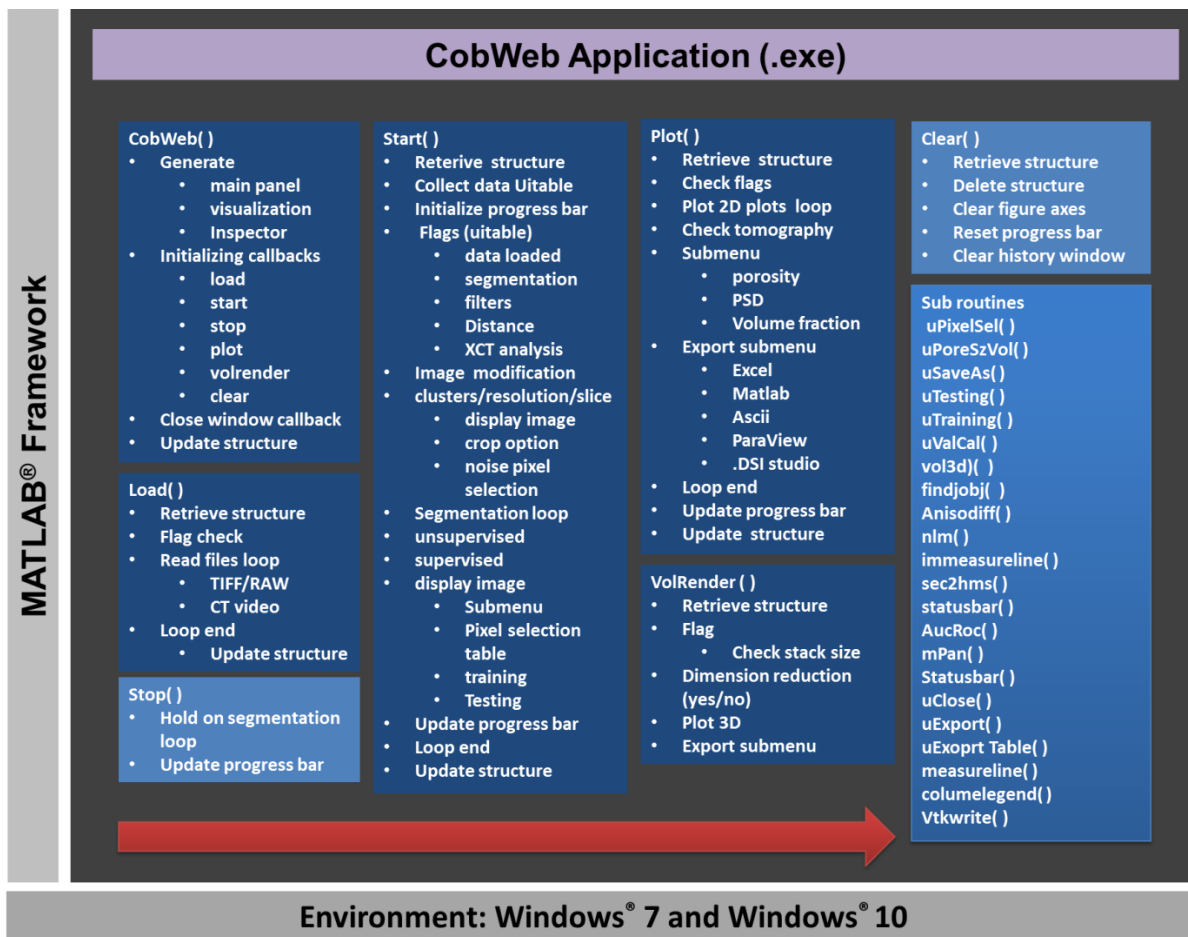 MATLAB® Framework
CobWeb Application (.exe)
CobWeb( )
• Generate
• main panel
• visualization
• Inspector
• Initializing callbacks
• load
• start
• stop
• plot
• volrender
• clear
• Close window callback
• Update structure
Load( )
• Retrieve structure
• Flag check
• Read files loop
• TIFF/RAW
• CT video
• Loop end
• Update structure
Stop( )
• Hold on segmentation
loop
• Update progress bar
Start( )
• Reterive structure
• Collect data Uitable
• Initialize progress bar
• Flags (uitable)
• data loaded
• segmentation
• filters
• Distance
• XCT analysis
• Image modification
• clusters/resolution/slice
• display image
• crop option
• noise pixel
selection
• Segmentation loop
• unsupervised
• supervised
• display image
• Submenu
• Pixel selection
table
• training
• Testing
• Update progress bar
• Loop end
• Update structure
Plot( )
• Retrieve structure
• Check flags
• Plot 2D plots loop
• Check tomography
• Submenu
• porosity
• PSD
• Volume fraction
• Export submenu
• Excel
• Matlab
• Ascii
• ParaView
• .DSI studio
• Loop end
• Update progress bar
• Update structure
VolRender ( )
• Retrieve structure
• Flag
• Check stack size
• Dimension reduction
(yes/no)
• Plot 3D
• Export submenu
Clear( )
• Retrieve structure
• Delete structure
• Clear figure axes
• Reset progress bar
• Clear history window
Sub routines
uPixelSel( )
uPoreSzVol( )
uSaveAs( )
uTesting( )
uTraining( )
uValCal( )
vol3d)( )
findjobj( )
Anisodiff( )
nlm( )
immeasureline( )
sec2hms( )
statusbar( )
AucRoc( )
mPan( )
Statusbar( )
uClose( )
uExport( )
uExoprt Table( )
measureline( )
columelegend( )
Vtkwrite( )
Environment: Windows® 7 and Windows® 10